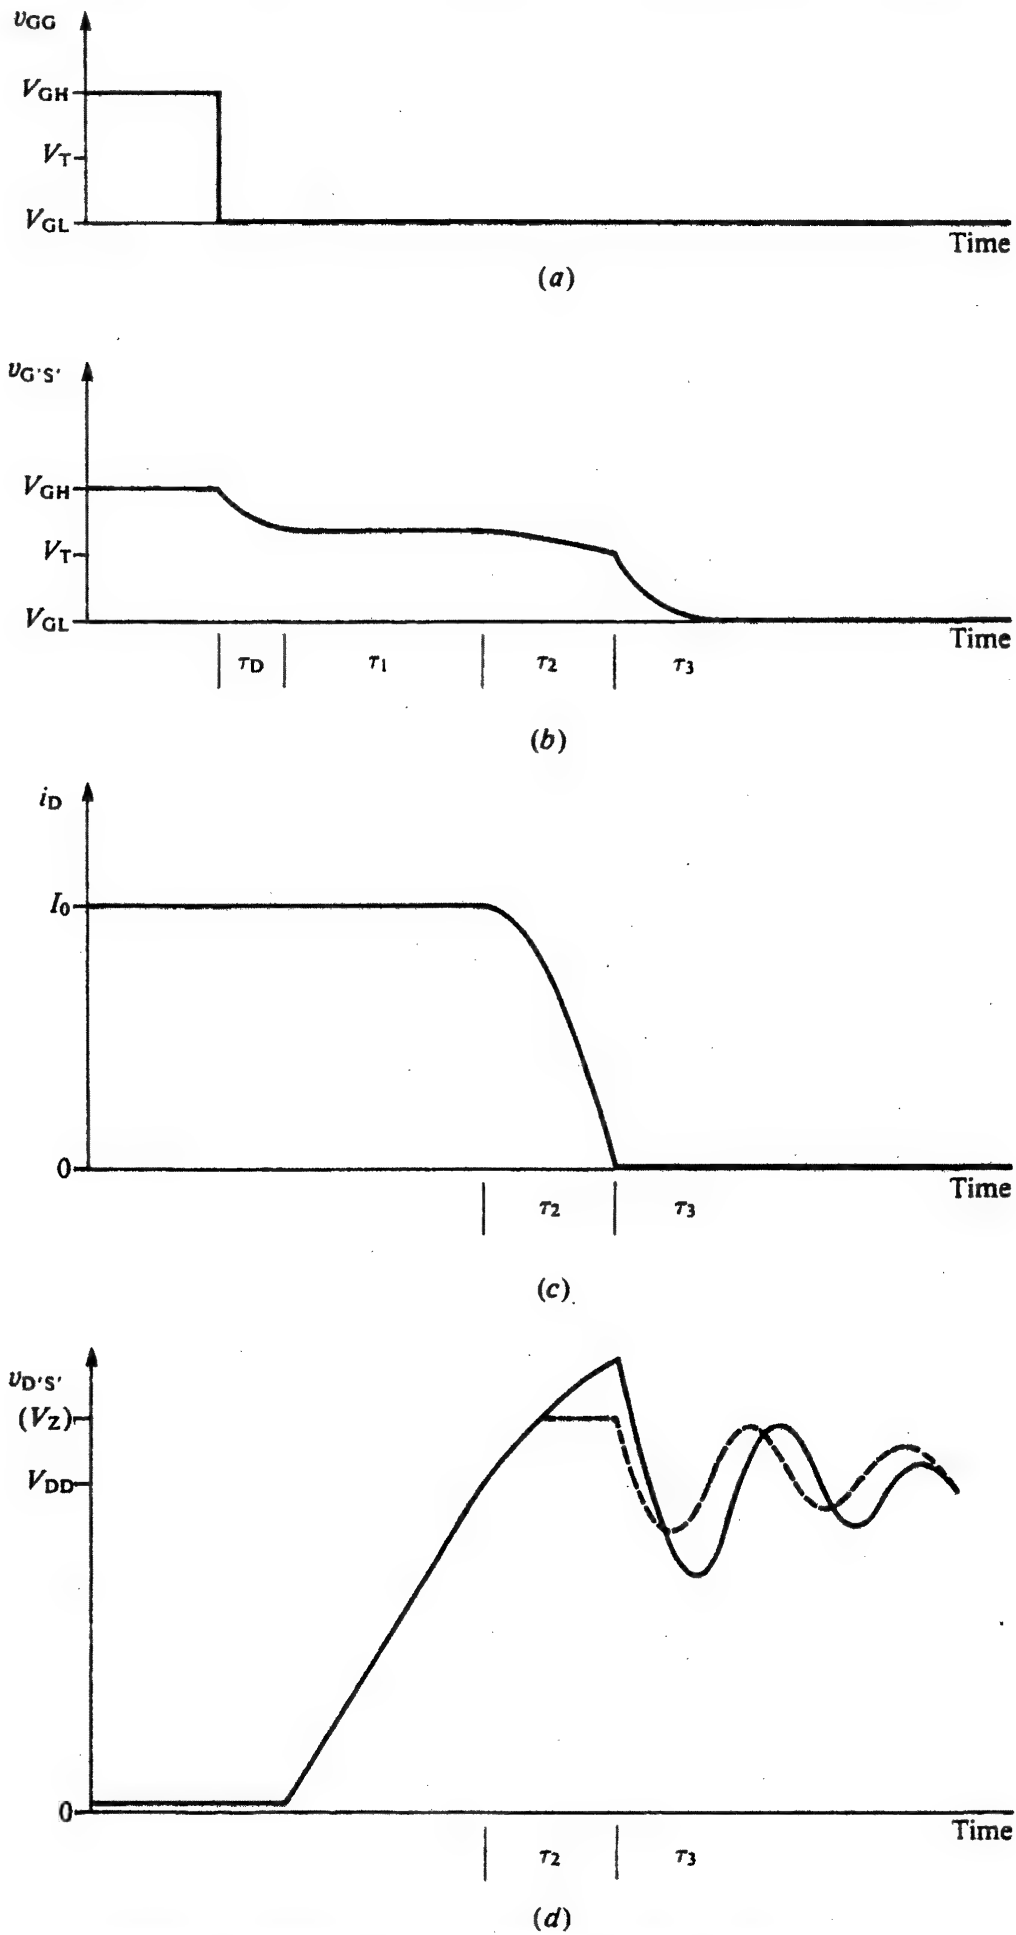 vGG
VGH
VT
VGL
Time
(a)
vG'S'
VGH
VT
VGL
Time
τD τ1 τ2 τ3
(b)
iD
I0
0
Time
τ2 τ3
(c)
vD'S'
(VZ)
VDD
0
Time
τ2 τ3
(d)